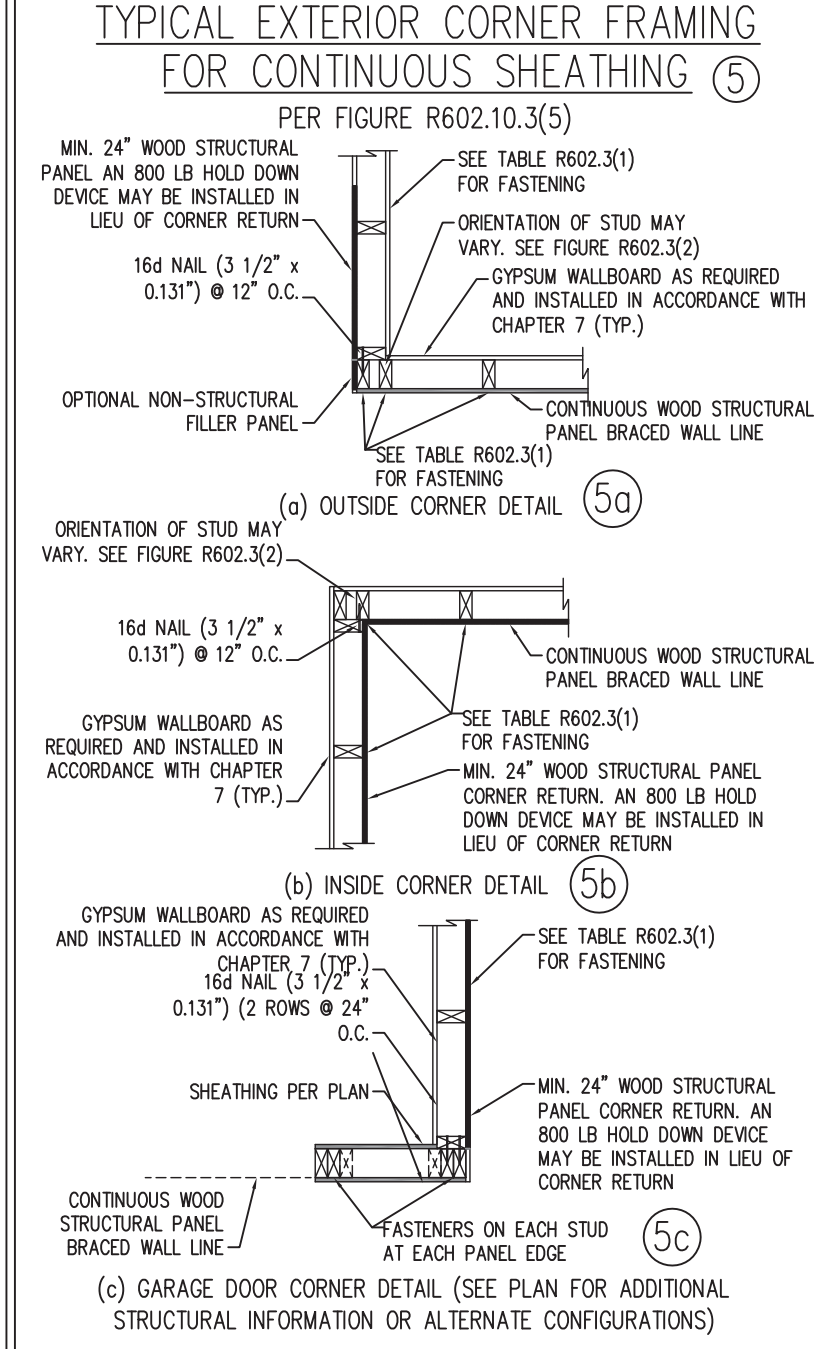 TYPICAL EXTERIOR CORNER FRAMING
FOR CONTINUOUS SHEATHING 5
PER FIGURE R602.10.3(5)
MIN. 24" WOOD STRUCTURAL
PANEL AN 800 LB HOLD DOWN
DEVICE MAY BE INSTALLED IN
LIEU OF CORNER RETURN
16d NAIL (3 1/2" x
0.131") @ 12" O.C.
OPTIONAL NON-STRUCTURAL
FILLER PANEL
SEE TABLE R602.3(1)
FOR FASTENING
ORIENTATION OF STUD MAY
VARY. SEE FIGURE R602.3(2)
GYPSUM WALLBOARD AS REQUIRED
AND INSTALLED IN ACCORDANCE WITH
CHAPTER 7 (TYP.)
CONTINUOUS WOOD STRUCTURAL
PANEL BRACED WALL LINE
SEE TABLE R602.3(1)
FOR FASTENING
(a) OUTSIDE CORNER DETAIL 5a
ORIENTATION OF STUD MAY
VARY. SEE FIGURE R602.3(2)
16d NAIL (3 1/2" x
0.131") @ 12" O.C.
GYPSUM WALLBOARD AS
REQUIRED AND INSTALLED IN
ACCORDANCE WITH CHAPTER
7 (TYP.)
CONTINUOUS WOOD STRUCTURAL
PANEL BRACED WALL LINE
SEE TABLE R602.3(1)
FOR FASTENING
MIN. 24" WOOD STRUCTURAL PANEL
CORNER RETURN. AN 800 LB HOLD
DOWN DEVICE MAY BE INSTALLED IN
LIEU OF CORNER RETURN
(b) INSIDE CORNER DETAIL 5b
GYPSUM WALLBOARD AS REQUIRED
AND INSTALLED IN ACCORDANCE WITH
CHAPTER 7 (TYP.)
16d NAIL (3 1/2" x
0.131") (2 ROWS @ 24"
O.C.
SHEATHING PER PLAN
CONTINUOUS WOOD
STRUCTURAL PANEL
BRACED WALL LINE
SEE TABLE R602.3(1)
FOR FASTENING
MIN. 24" WOOD STRUCTURAL
PANEL CORNER RETURN. AN
800 LB HOLD DOWN DEVICE
MAY BE INSTALLED IN LIEU OF
CORNER RETURN
FASTENERS ON EACH STUD
AT EACH PANEL EDGE
5c
(c) GARAGE DOOR CORNER DETAIL (SEE PLAN FOR ADDITIONAL
STRUCTURAL INFORMATION OR ALTERNATE CONFIGURATIONS)